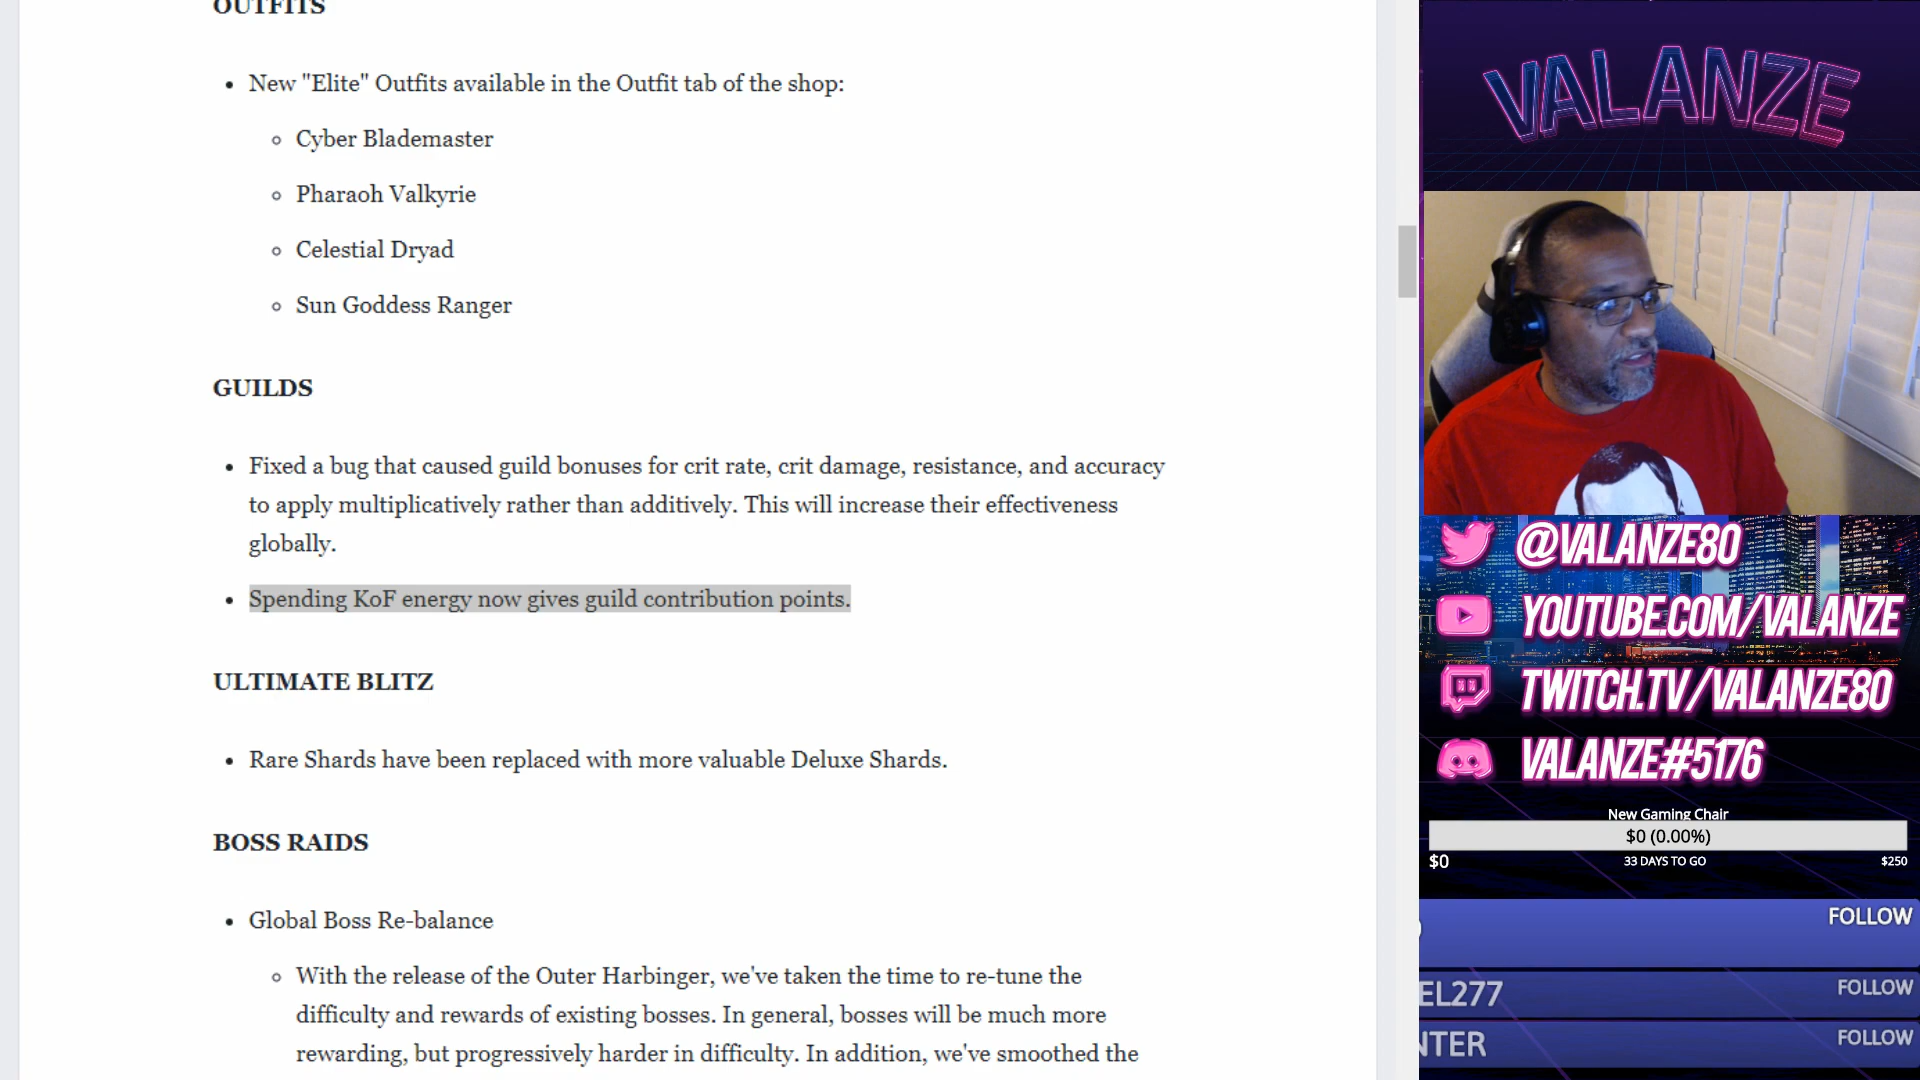 OUTFITS
• New "Elite" Outfits available in the Outfit tab of the shop:
◦ Cyber Blademaster
◦ Pharaoh Valkyrie
◦ Celestial Dryad
◦ Sun Goddess Ranger
GUILDS
• Fixed a bug that caused guild bonuses for crit rate, crit damage, resistance, and accuracy
to apply multiplicatively rather than additively. This will increase their effectiveness
globally.
• Spending KoF energy now gives guild contribution points.
ULTIMATE BLITZ
• Rare Shards have been replaced with more valuable Deluxe Shards.
BOSS RAIDS
• Global Boss Re-balance
◦ With the release of the Outer Harbinger, we've taken the time to re-tune the
difficulty and rewards of existing bosses. In general, bosses will be much more
rewarding, but progressively harder in difficulty. In addition, we've smoothed the
VALANZE
@VALANZE80
YOUTUBE.COM/VALANZE
TWITCH.TV/VALANZE80
VALANZE#5176
New Gaming Chair
$0 (0.00%)
$0 33 DAYS TO GO $250
FOLLOW
EL277 FOLLOW
NTER FOLLOW